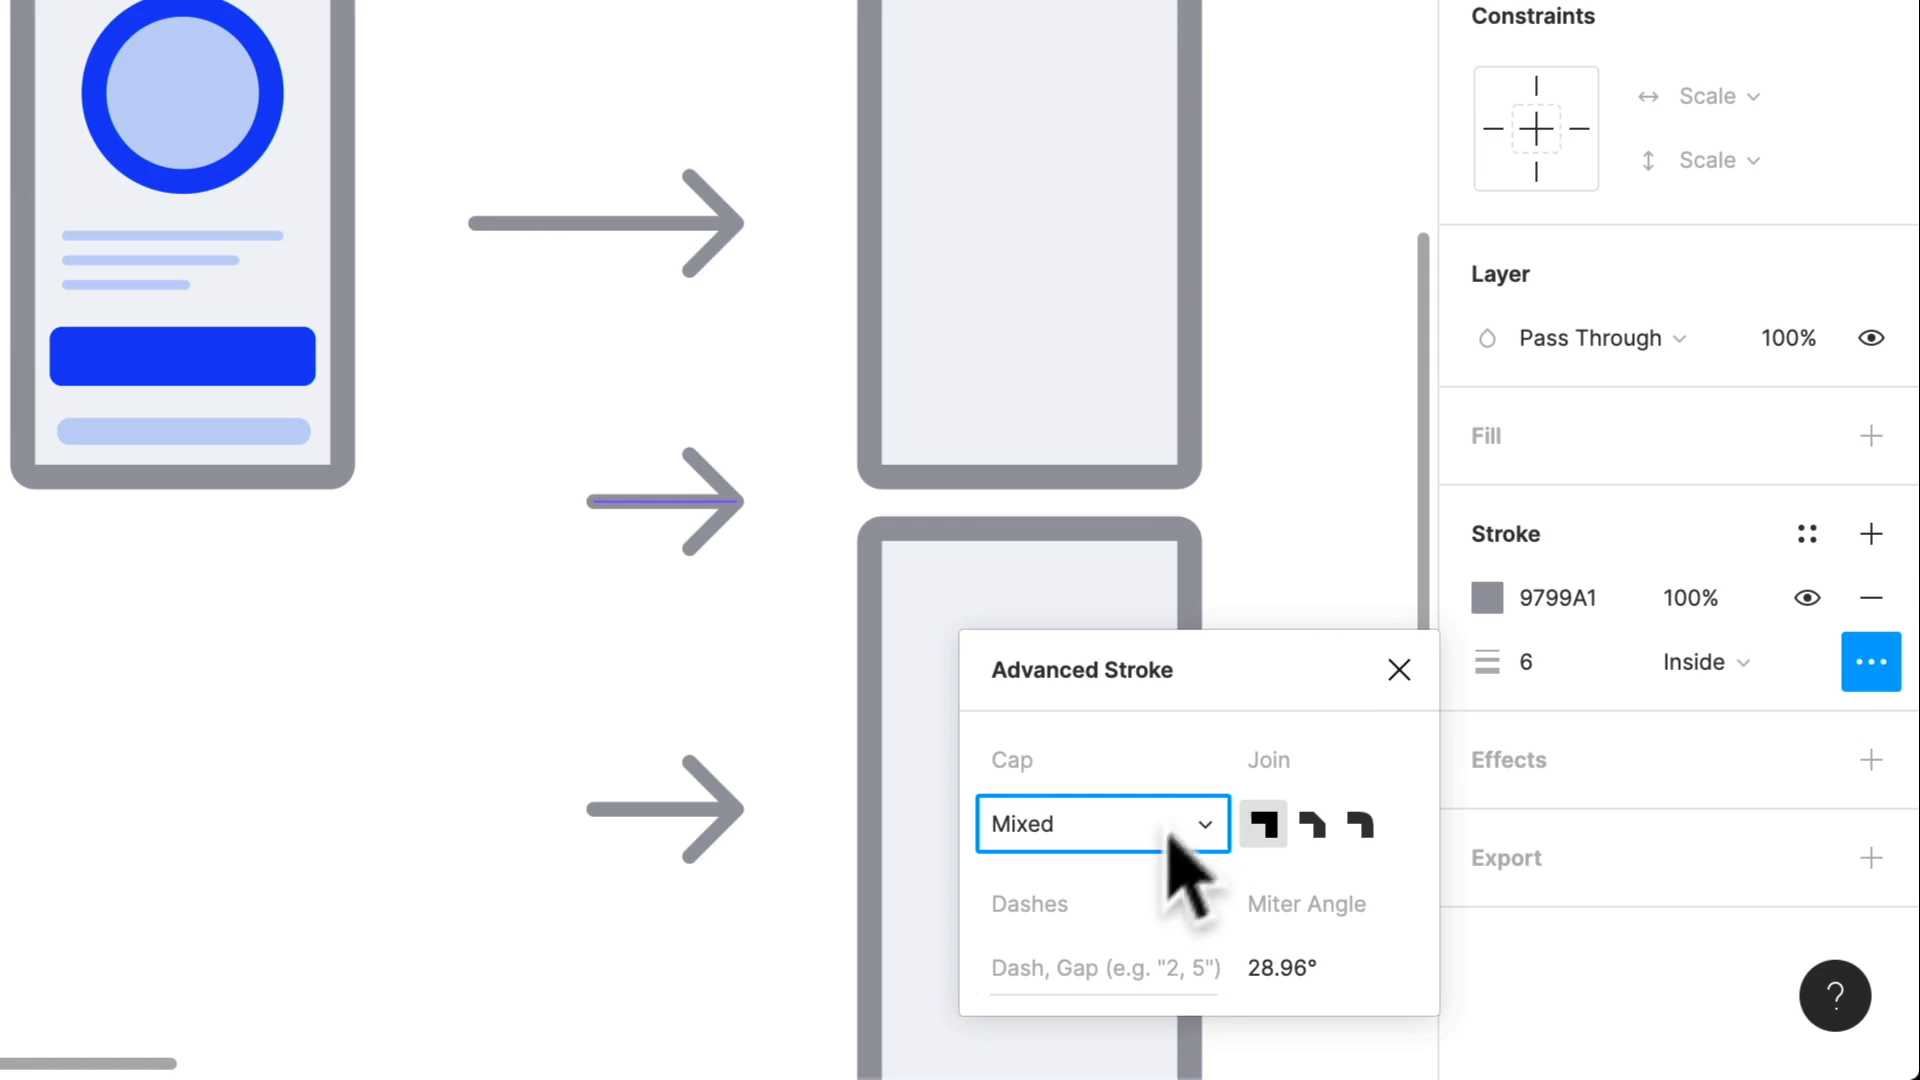 Constraints
Scale
Scale
Layer
Pass Through 100%
Fill
Stroke
9799A1 100%
6 Inside
Advanced Stroke
Cap Join
Mixed
Dashes Miter Angle
Dash, Gap (e.g. "2, 5") 28.96°
Effects
Export
?